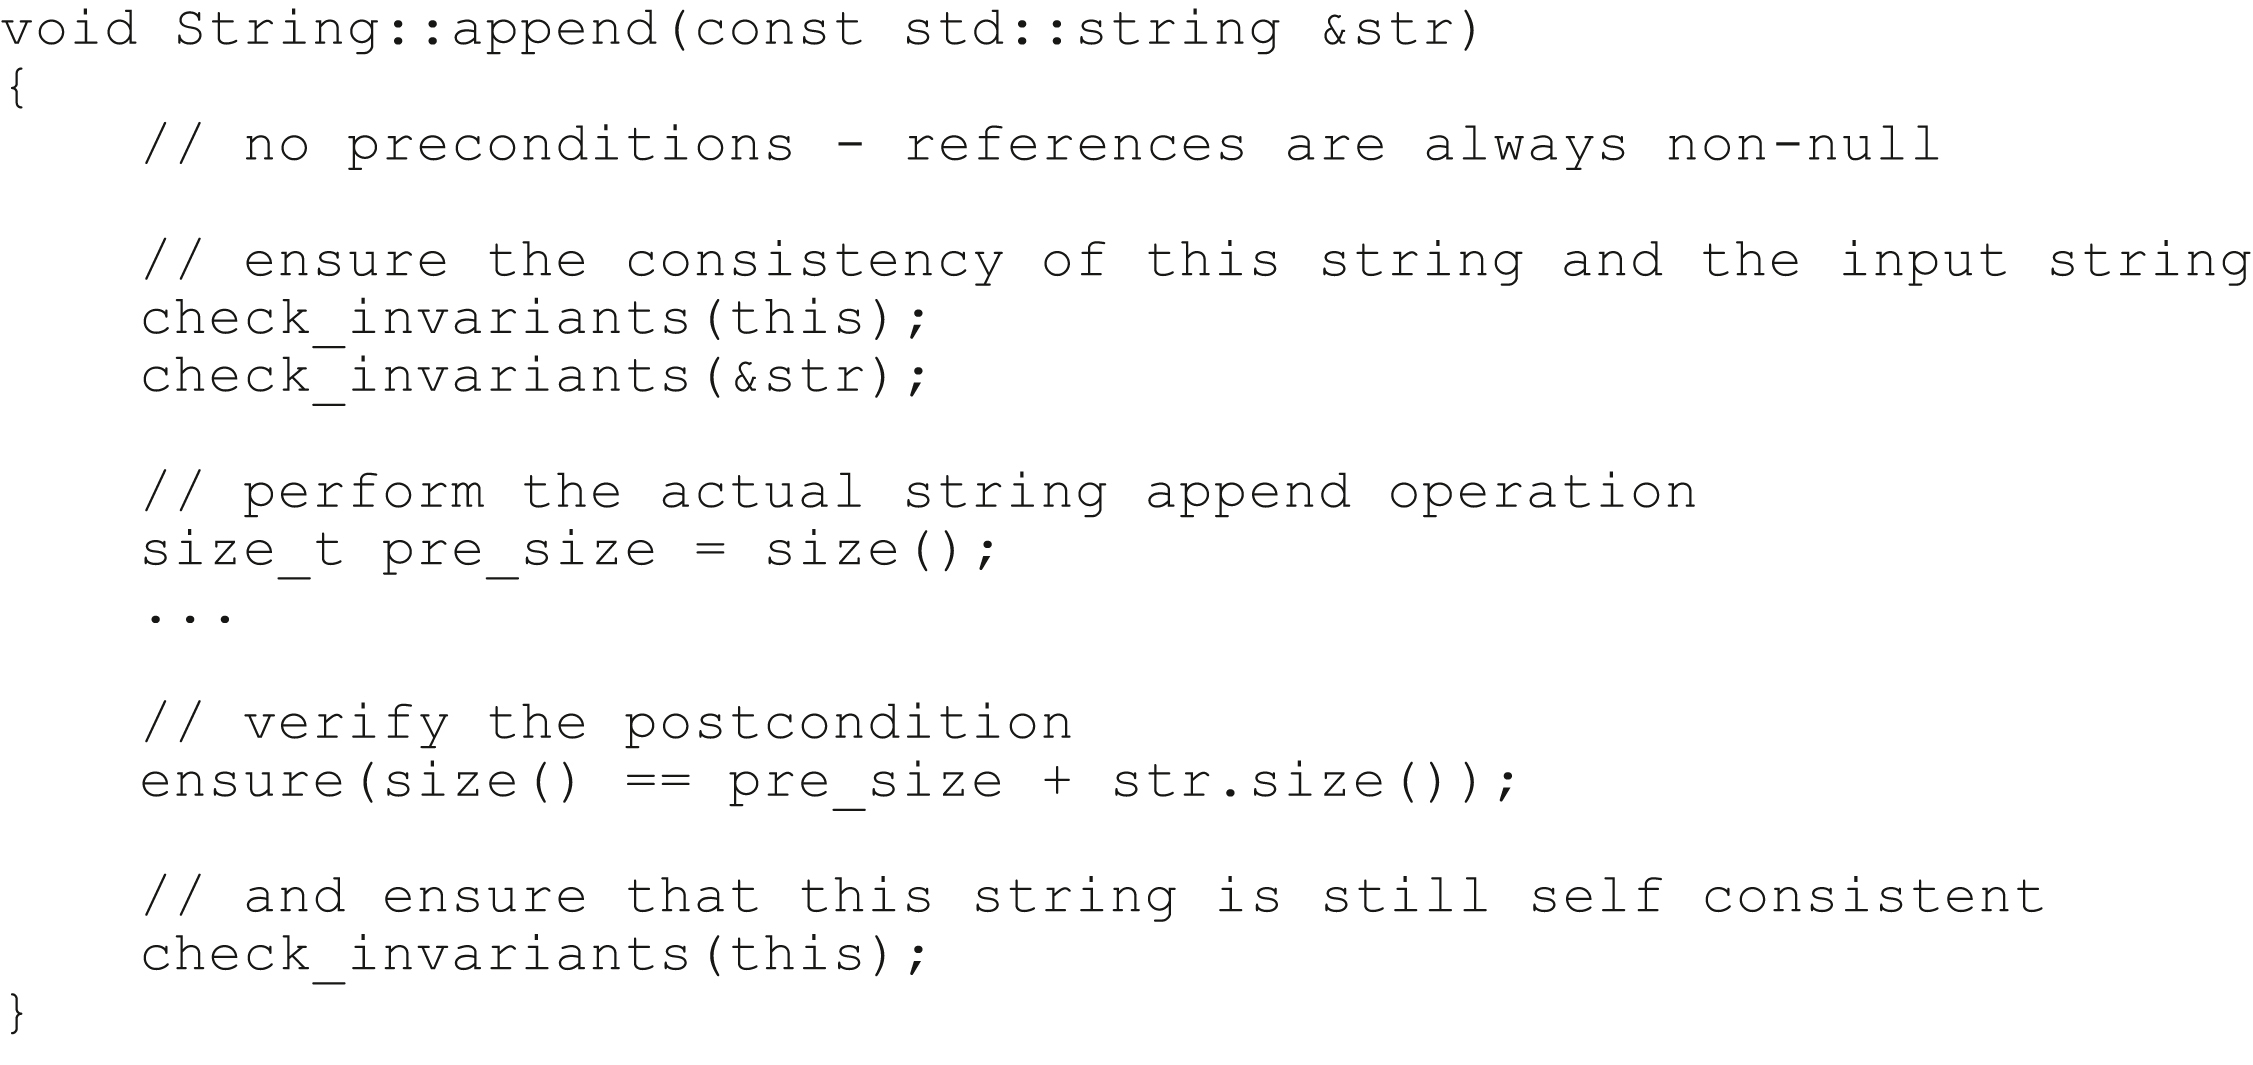 void String::append(const std::string &str)
{
    // no preconditions - references are always non-null

    // ensure the consistency of this string and the input string
    check_invariants(this);
    check_invariants(&str);

    // perform the actual string append operation
    size_t pre_size = size();
    ...

    // verify the postcondition
    ensure(size() == pre_size + str.size());

    // and ensure that this string is still self consistent
    check_invariants(this);
}